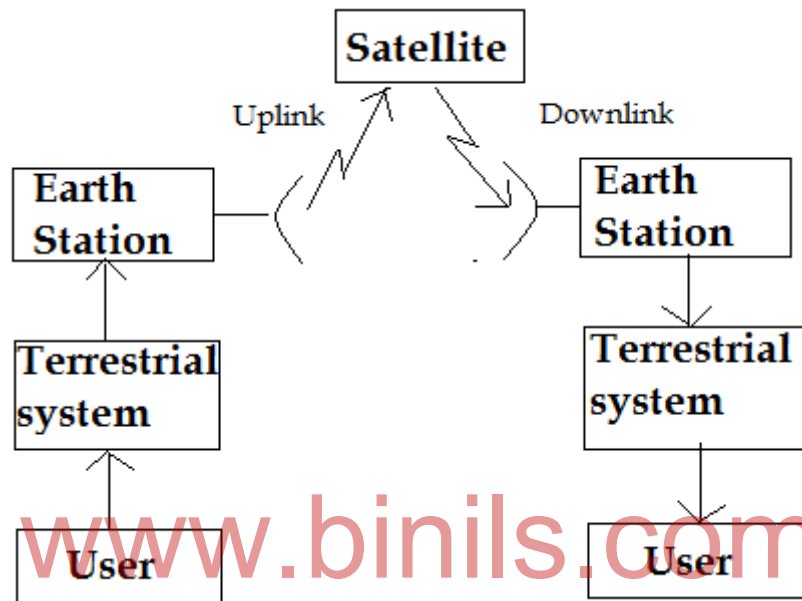 Satellite
Uplink
Downlink
Earth
Station
Earth
Station
Terrestrial
system
Terrestrial
system
www.binils.com
User
User